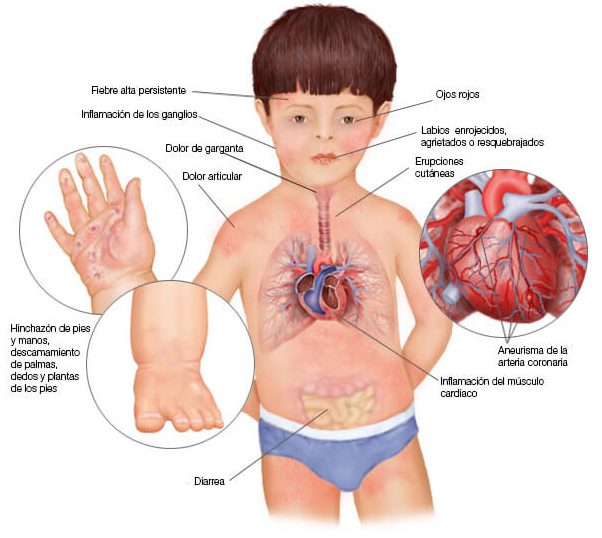 Fiebre alta persistente
Inflamación de los ganglios
Dolor de garganta
Dolor articular
Ojos rojos
Labios enrojecidos,
agrietados o resquebrajados
Erupciones
cutáneas
Hinchazón de pies
y manos,
descamamiento
de palmas,
dedos y plantas
de los pies
Aneurisma de la
arteria coronaria
Inflamación del músculo
cardiaco
Diarrea